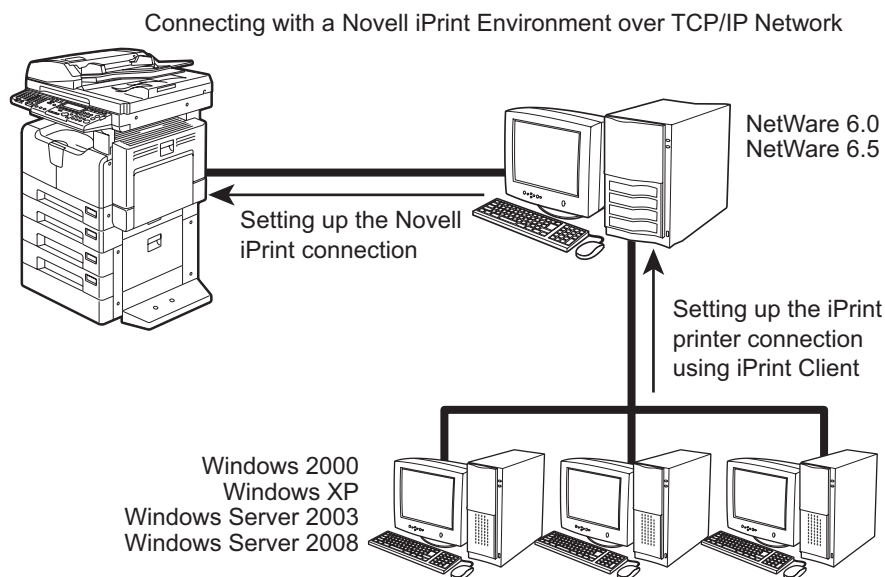 Connecting with a Novell iPrint Environment over TCP/IP Network
NetWare 6.0
NetWare 6.5
Setting up the Novell
iPrint connection
Setting up the iPrint
printer connection
using iPrint Client
Windows 2000
Windows XP
Windows Server 2003
Windows Server 2008